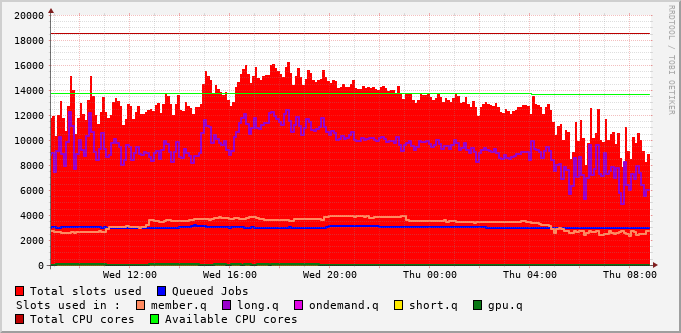 20000
18000
16000
14000
12000
10000
8000
6000
4000
2000
0
Wed 12:00 Wed 16:00 Wed 20:00 Thu 00:00 Thu 04:00 Thu 08:00
RRDTOOL / TOBI OETIKER
Total slots used Queued Jobs
Slots used in : member.q long.q ondemand.q short.q gpu.q
Total CPU cores Available CPU cores